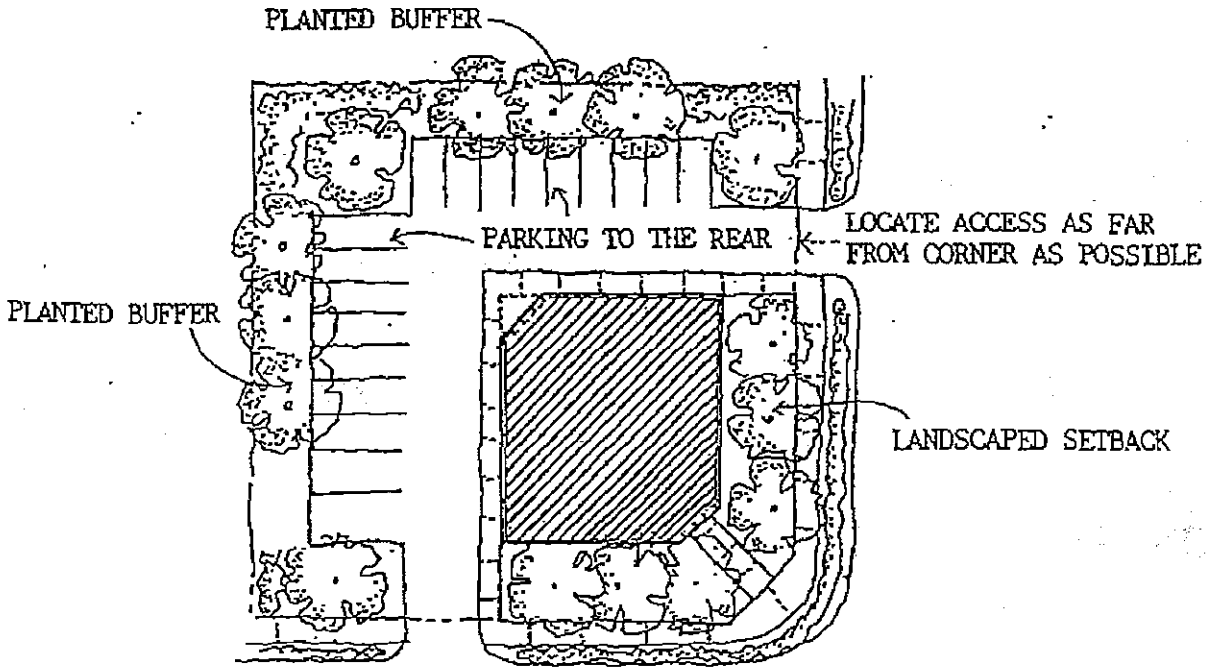 PLANTED BUFFER
PARKING TO THE REAR
LOCATE ACCESS AS FAR
FROM CORNER AS POSSIBLE
PLANTED BUFFER
LANDSCAPED SETBACK